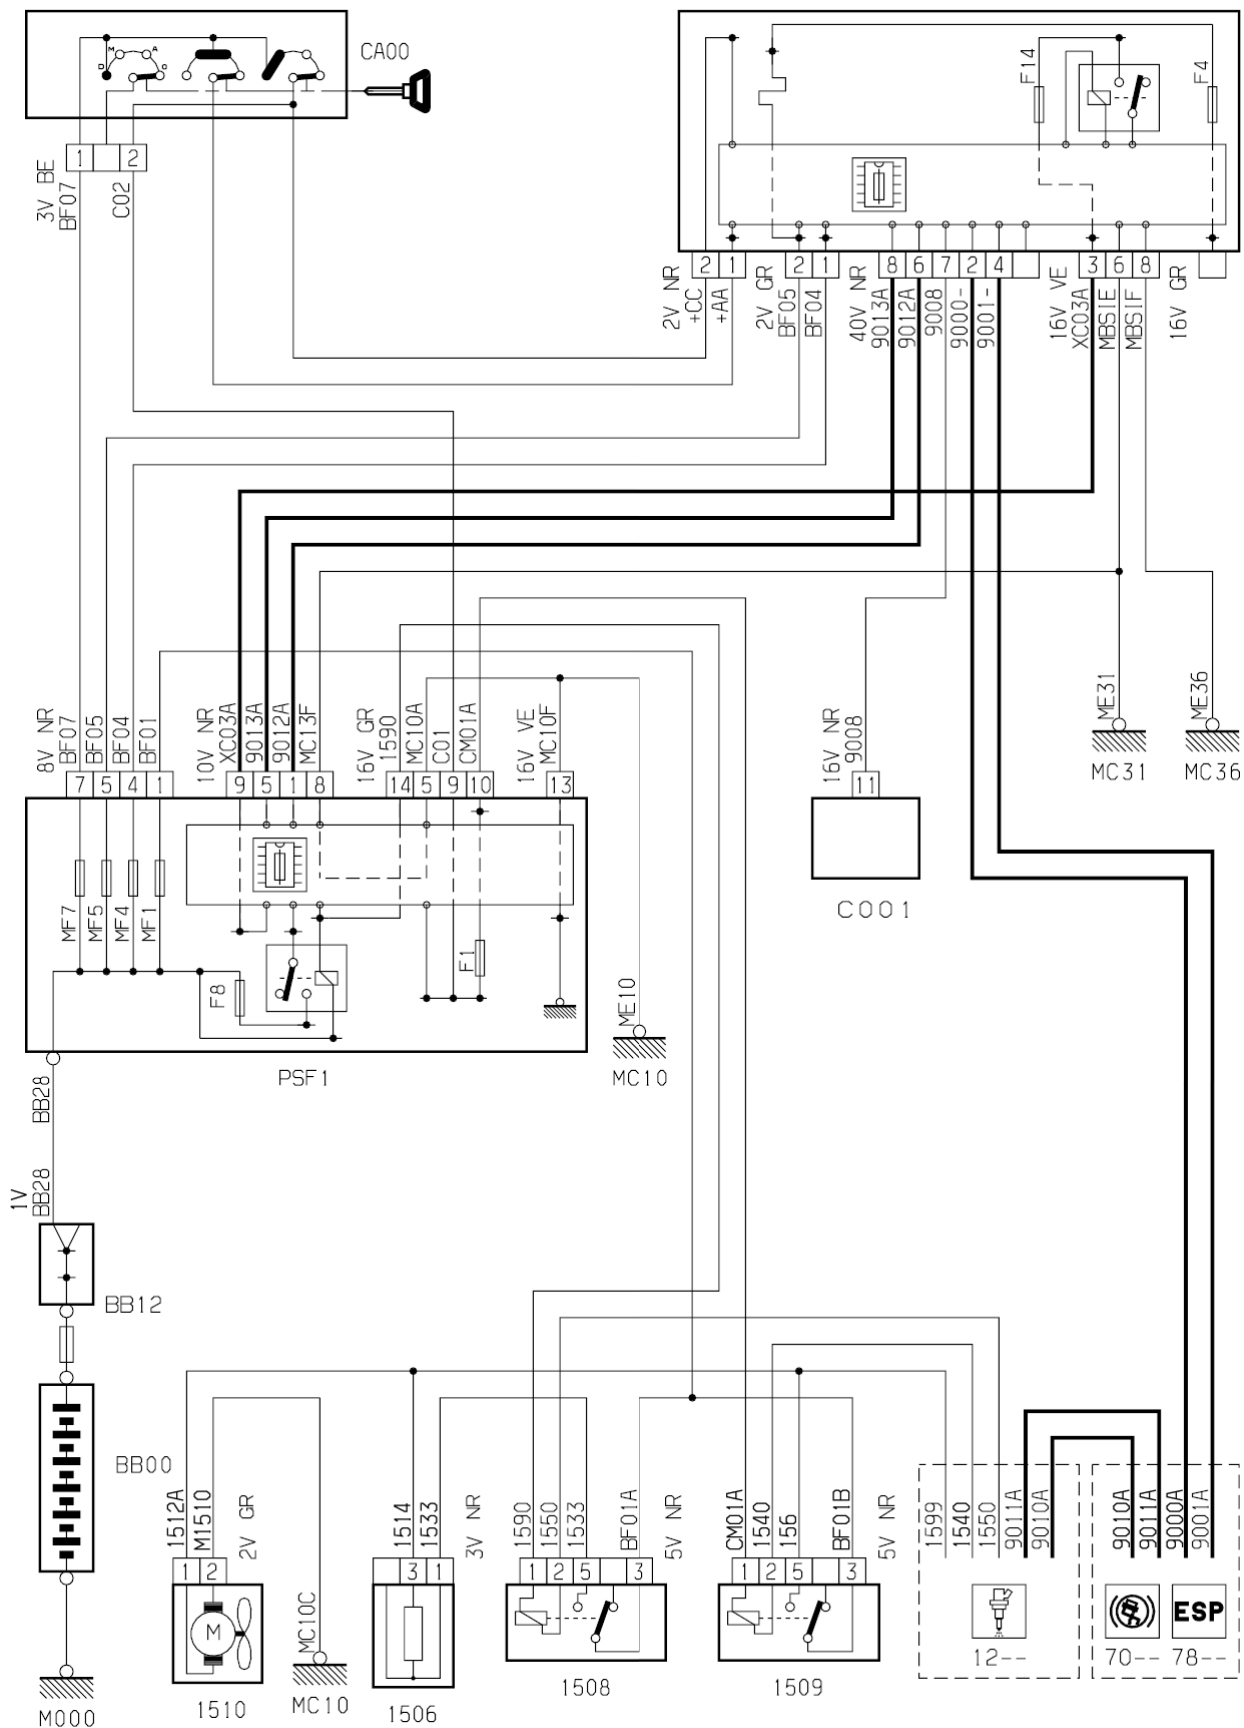 CA00
M A
D C
1 2
3V BE
BF07
C02
F14
F4
2 1 2 1 8 6 7 2 4 3 6 8
2V NR
+CC
+AA
2V GR
BF05
BF04
40V NR
9013A
9012A
9008
9000-
9001-
16V VE
XC03A
MBS1E
MBS1F
16V GR
ME31
MC31
ME36
MC36
8V NR
BF07
BF05
BF04
BF01
10V NR
XC03A
9013A
9012A
MC13F
16V GR
1590
MC10A
C01
CM01A
16V VE
MC10F
16V NR
9008
7 5 4 1 9 5 1 8 14 5 9 10 13
11
C001
MF7
MF5
MF4
MF1
F8
F1
PSF1
ME10
MC10
BB28
1V
BB28
BB12
BB00
M000
1512A
M1510
2V GR
1 2
M
1510
MC10C
MC10
1514
1533
3V NR
3 1
1506
1590
1550
1533
BF01A
5V NR
1 2 5 3
1508
CM01A
1540
156
BF01B
5V NR
1 2 5 3
1509
1599
1540
1550
9011A
9010A
12--
9010A
9011A
9000A
9001A
ESP
70-- 78--